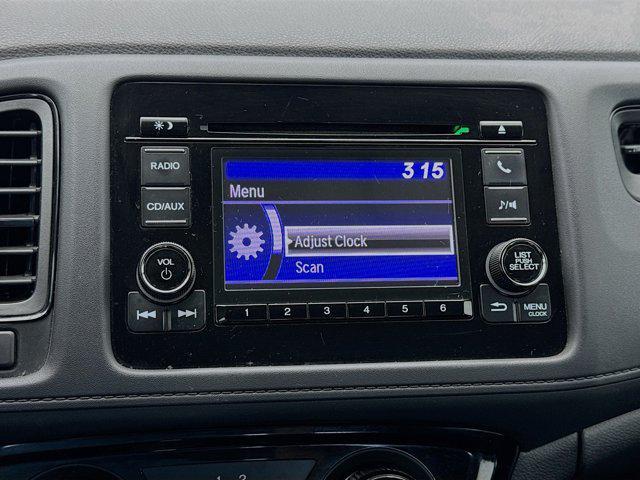 RADIO
CD/AUX
VOL
3 15
Menu
Adjust Clock
Scan
LIST
PUSH
SELECT
MENU
CLOCK
1 2 3 4 5 6